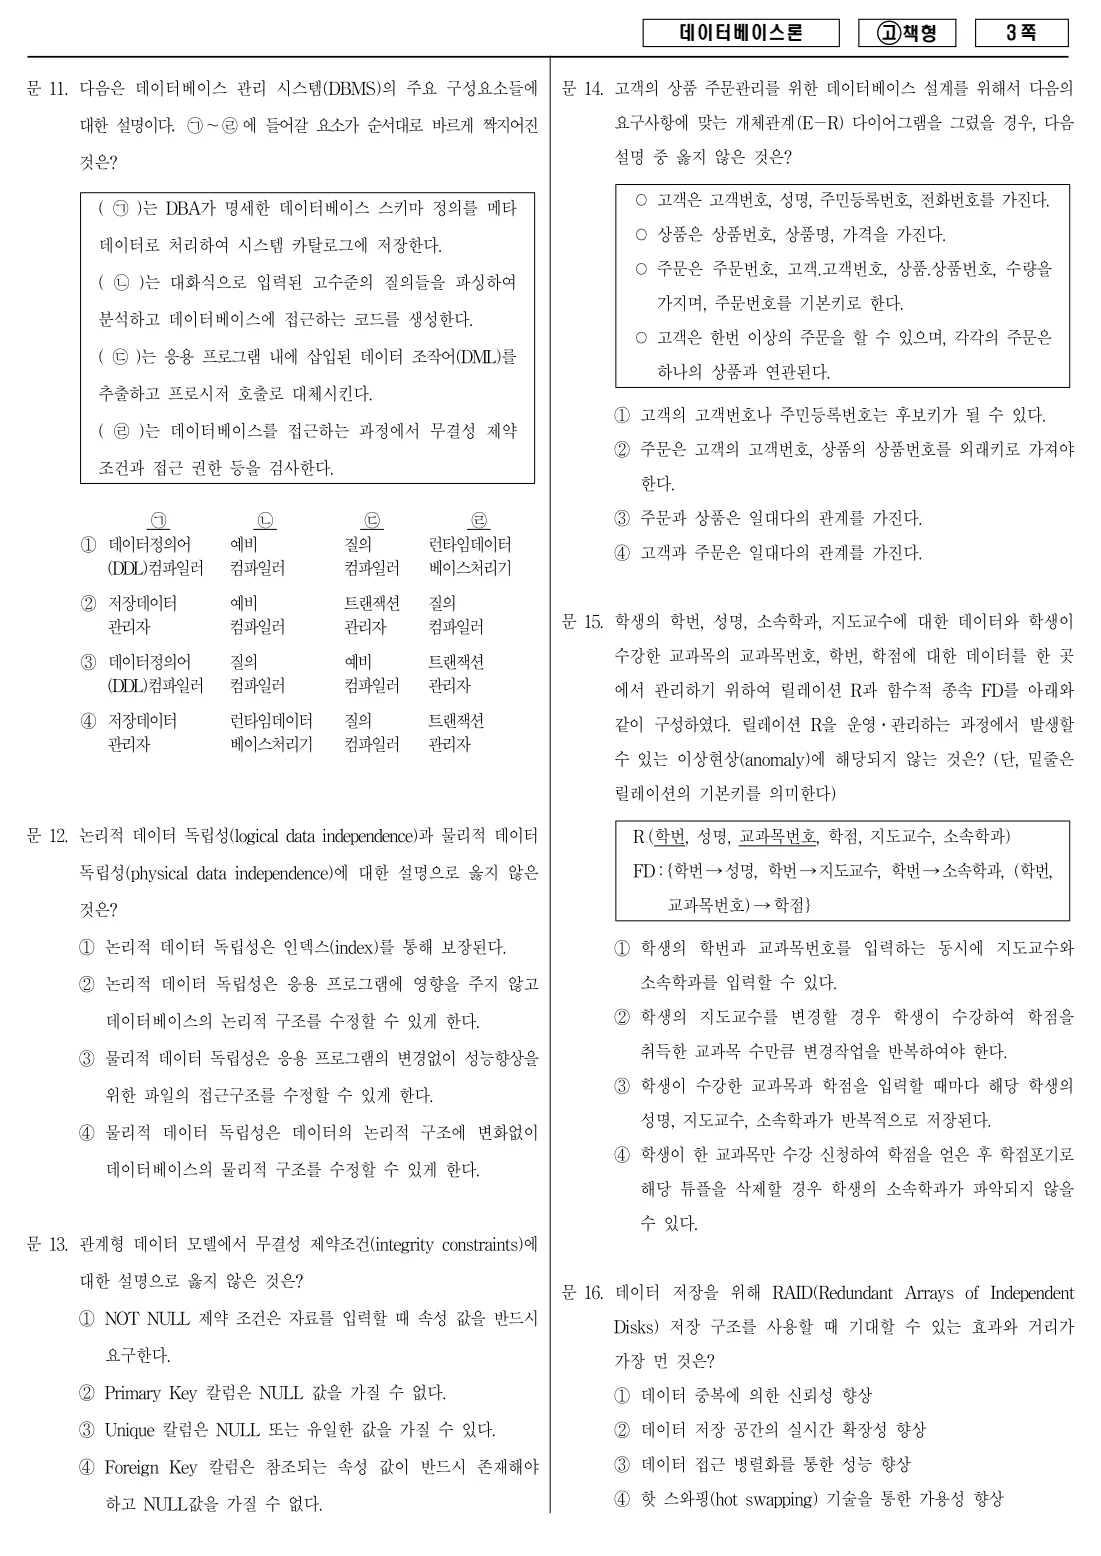 데이터베이스론
고책형
3쪽
문 11. 다음은 데이터베이스 관리 시스템(DBMS)의 주요 구성요소들에
대한 설명이다. ㉠～㉣에 들어갈 요소가 순서대로 바르게 짝지어진
것은?
( ㉠ )는 DBA가 명세한 데이터베이스 스키마 정의를 메타
데이터로 처리하여 시스템 카탈로그에 저장한다.
( ㉡ )는 대화식으로 입력된 고수준의 질의들을 파싱하여
분석하고 데이터베이스에 접근하는 코드를 생성한다.
( ㉢ )는 응용 프로그램 내에 삽입된 데이터 조작어(DML)를
추출하고 프로시저 호출로 대체시킨다.
( ㉣ )는 데이터베이스를 접근하는 과정에서 무결성 제약
조건과 접근 권한 등을 검사한다.
㉠ ㉡ ㉢ ㉣
① 데이터정의어 예비 질의 런타임데이터
(DDL)컴파일러 컴파일러 컴파일러 베이스처리기
② 저장데이터 예비 트랜잭션 질의
관리자 컴파일러 관리자 컴파일러
③ 데이터정의어 질의 예비 트랜잭션
(DDL)컴파일러 컴파일러 컴파일러 관리자
④ 저장데이터 런타임데이터 질의 트랜잭션
관리자 베이스처리기 컴파일러 관리자
문 12. 논리적 데이터 독립성(logical data independence)과 물리적 데이터
독립성(physical data independence)에 대한 설명으로 옳지 않은
것은?
① 논리적 데이터 독립성은 인덱스(index)를 통해 보장된다.
② 논리적 데이터 독립성은 응용 프로그램에 영향을 주지 않고
데이터베이스의 논리적 구조를 수정할 수 있게 한다.
③ 물리적 데이터 독립성은 응용 프로그램의 변경없이 성능향상을
위한 파일의 접근구조를 수정할 수 있게 한다.
④ 물리적 데이터 독립성은 데이터의 논리적 구조에 변화없이
데이터베이스의 물리적 구조를 수정할 수 있게 한다.
문 13. 관계형 데이터 모델에서 무결성 제약조건(integrity constraints)에
대한 설명으로 옳지 않은 것은?
① NOT NULL 제약 조건은 자료를 입력할 때 속성 값을 반드시
요구한다.
② Primary Key 칼럼은 NULL 값을 가질 수 없다.
③ Unique 칼럼은 NULL 또는 유일한 값을 가질 수 있다.
④ Foreign Key 칼럼은 참조되는 속성 값이 반드시 존재해야
하고 NULL값을 가질 수 없다.
문 14. 고객의 상품 주문관리를 위한 데이터베이스 설계를 위해서 다음의
요구사항에 맞는 개체관계(E－R) 다이어그램을 그렸을 경우, 다음
설명 중 옳지 않은 것은?
○ 고객은 고객번호, 성명, 주민등록번호, 전화번호를 가진다.
○ 상품은 상품번호, 상품명, 가격을 가진다.
○ 주문은 주문번호, 고객.고객번호, 상품.상품번호, 수량을
가지며, 주문번호를 기본키로 한다.
○ 고객은 한번 이상의 주문을 할 수 있으며, 각각의 주문은
하나의 상품과 연관된다.
① 고객의 고객번호나 주민등록번호는 후보키가 될 수 있다.
② 주문은 고객의 고객번호, 상품의 상품번호를 외래키로 가져야
한다.
③ 주문과 상품은 일대다의 관계를 가진다.
④ 고객과 주문은 일대다의 관계를 가진다.
문 15. 학생의 학번, 성명, 소속학과, 지도교수에 대한 데이터와 학생이
수강한 교과목의 교과목번호, 학번, 학점에 대한 데이터를 한 곳
에서 관리하기 위하여 릴레이션 R과 함수적 종속 FD를 아래와
같이 구성하였다. 릴레이션 R을 운영·관리하는 과정에서 발생할
수 있는 이상현상(anomaly)에 해당되지 않는 것은? (단, 밑줄은
릴레이션의 기본키를 의미한다)
R(학번, 성명, 교과목번호, 학점, 지도교수, 소속학과)
FD：{학번→성명, 학번→지도교수, 학번→소속학과, (학번,
교과목번호)→학점}
① 학생의 학번과 교과목번호를 입력하는 동시에 지도교수와
소속학과를 입력할 수 있다.
② 학생의 지도교수를 변경할 경우 학생이 수강하여 학점을
취득한 교과목 수만큼 변경작업을 반복하여야 한다.
③ 학생이 수강한 교과목과 학점을 입력할 때마다 해당 학생의
성명, 지도교수, 소속학과가 반복적으로 저장된다.
④ 학생이 한 교과목만 수강 신청하여 학점을 얻은 후 학점포기로
해당 튜플을 삭제할 경우 학생의 소속학과가 파악되지 않을
수 있다.
문 16. 데이터 저장을 위해 RAID(Redundant Arrays of Independent
Disks) 저장 구조를 사용할 때 기대할 수 있는 효과와 거리가
가장 먼 것은?
① 데이터 중복에 의한 신뢰성 향상
② 데이터 저장 공간의 실시간 확장성 향상
③ 데이터 접근 병렬화를 통한 성능 향상
④ 핫 스와핑(hot swapping) 기술을 통한 가용성 향상